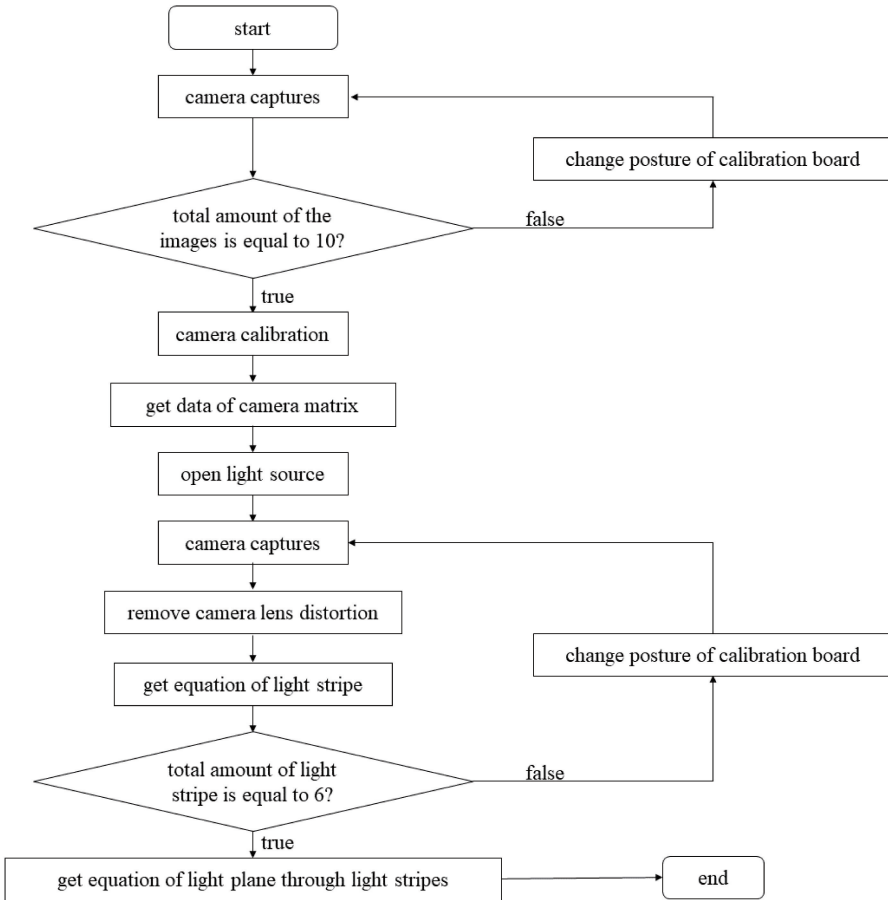 start
camera captures
change posture of calibration board
total amount of the
images is equal to 10?
false
true
camera calibration
get data of camera matrix
open light source
camera captures
remove camera lens distortion
change posture of calibration board
get equation of light stripe
total amount of light
stripe is equal to 6?
false
true
get equation of light plane through light stripes
end